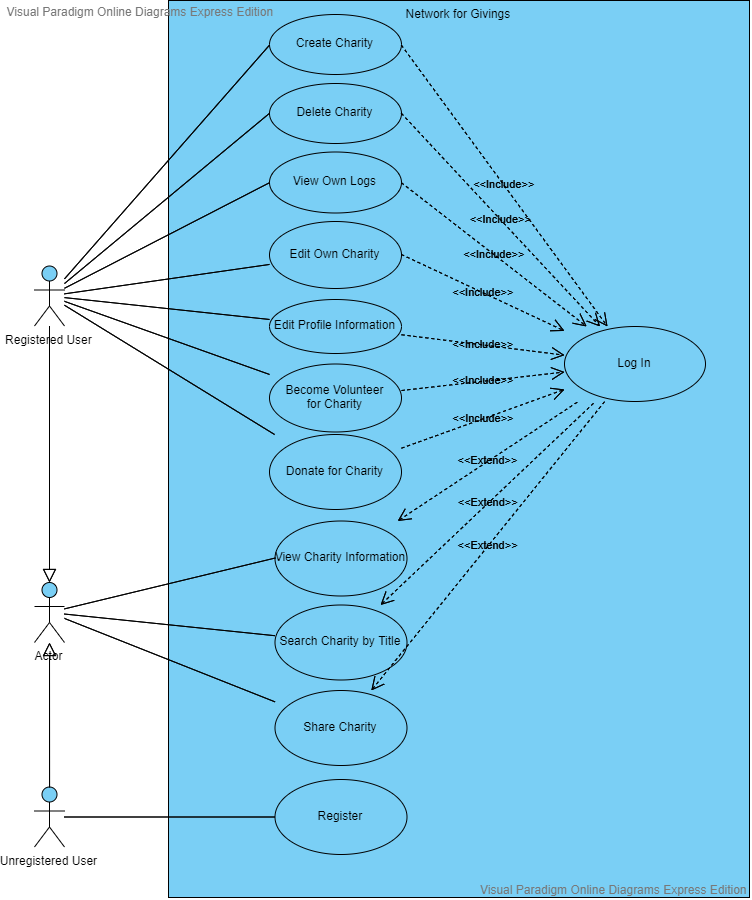 Visual Paradigm Online Diagrams Express Edition
Network for Givings
Create Charity
Delete Charity
View Own Logs
<<Include>>
<<Include>>
Edit Own Charity
<<Include>>
<<Include>>
Edit Profile Information
Registered User
<<Include>>
Log In
<<Include>>
Become Volunteer
for Charity
<<Include>>
Donate for Charity
<<Extend>>
<<Extend>>
<<Extend>>
View Charity Information
Search Charity by Title
Actor
Share Charity
Register
Unregistered User
Visual Paradigm Online Diagrams Express Edition